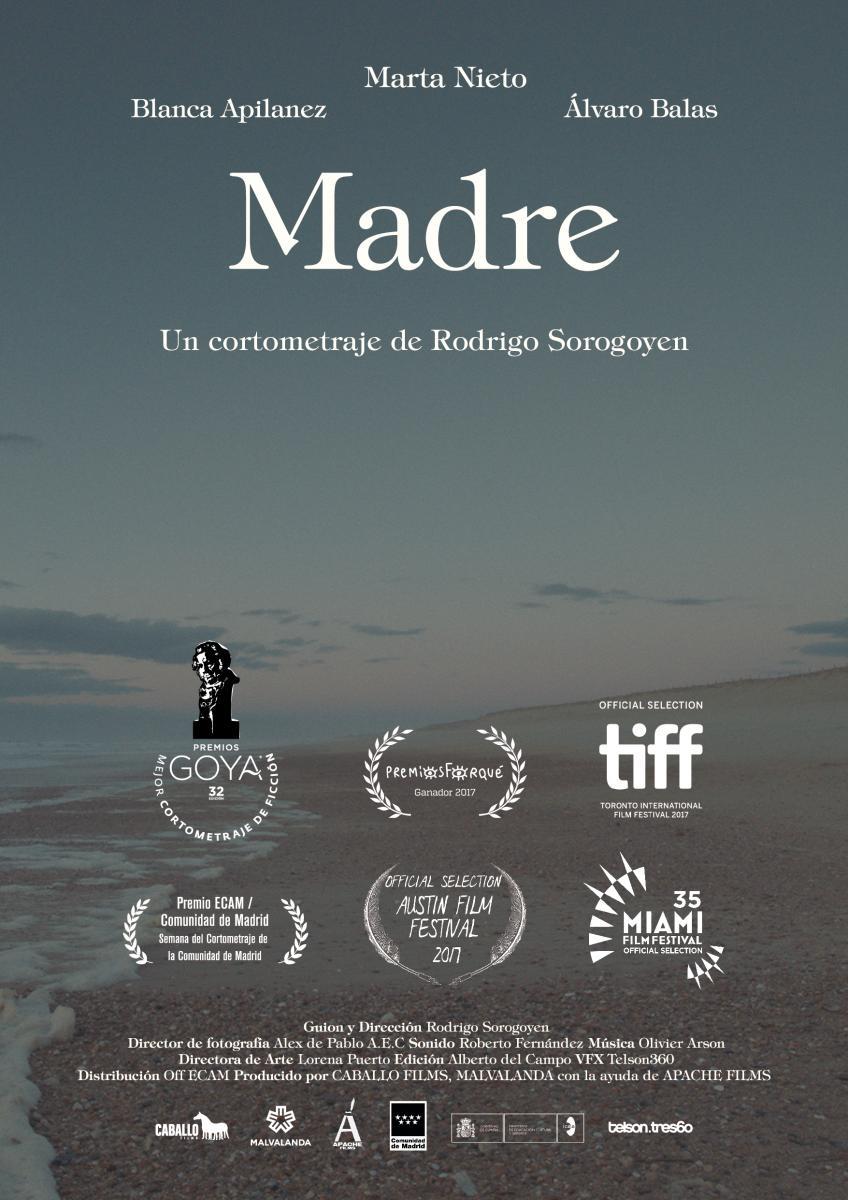 Marta Nieto
Blanca Apilanez
Álvaro Balas
Madre
Un cortometraje de Rodrigo Sorogoyen
PREMIOS
GOYA
32
EDICIÓN
MEJOR CORTOMETRAJE DE FICCIÓN
PREMIOS FORQUÉ
Ganador 2017
OFFICIAL SELECTION
tiff
TORONTO INTERNATIONAL
FILM FESTIVAL 2017
Premio ECAM /
Comunidad de Madrid
Semana del Cortometraje de
la Comunidad de Madrid
OFFICIAL SELECTION
AUSTIN FILM
FESTIVAL
2017
35
MIAMI
FILM FESTIVAL
OFFICIAL SELECTION
Guion y Dirección Rodrigo Sorogoyen
Director de fotografia Alex de Pablo A.E.C Sonido Roberto Fernández Música Olivier Arson
Directora de Arte Lorena Puerto Edición Alberto del Campo VFX Telson360
Distribución Off ECAM Producido por CABALLO FILMS, MALVALANDA con la ayuda de APACHE FILMS
CABALLO
FILMS
MALVALANDA
APACHE
FILMS
Comunidad
de Madrid
telson.tres60